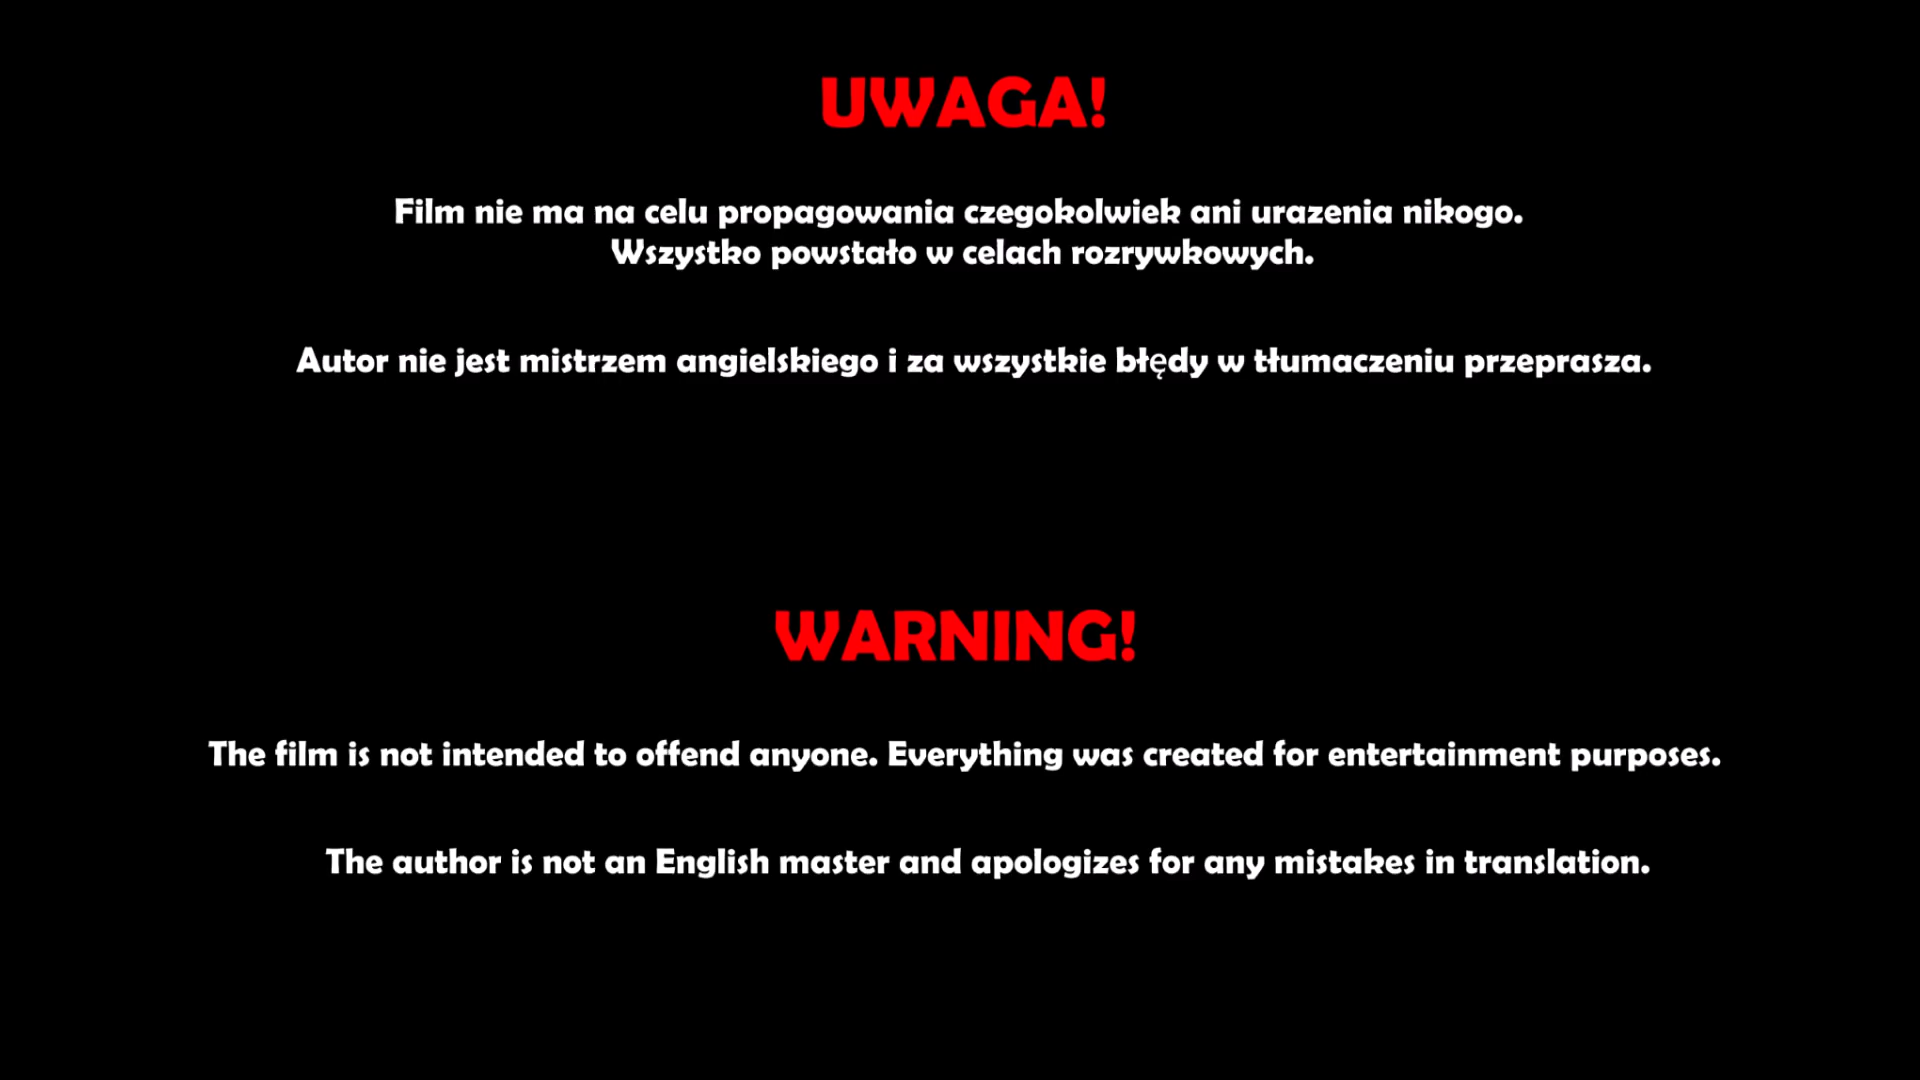 UWAGA!
Film nie ma na celu propagowania czegokolwiek ani urazenia nikogo.
Wszystko powstało w celach rozrywkowych.
Autor nie jest mistrzem angielskiego i za wszystkie błędy w tłumaczeniu przeprasza.
WARNING!
The film is not intended to offend anyone. Everything was created for entertainment purposes.
The author is not an English master and apologizes for any mistakes in translation.